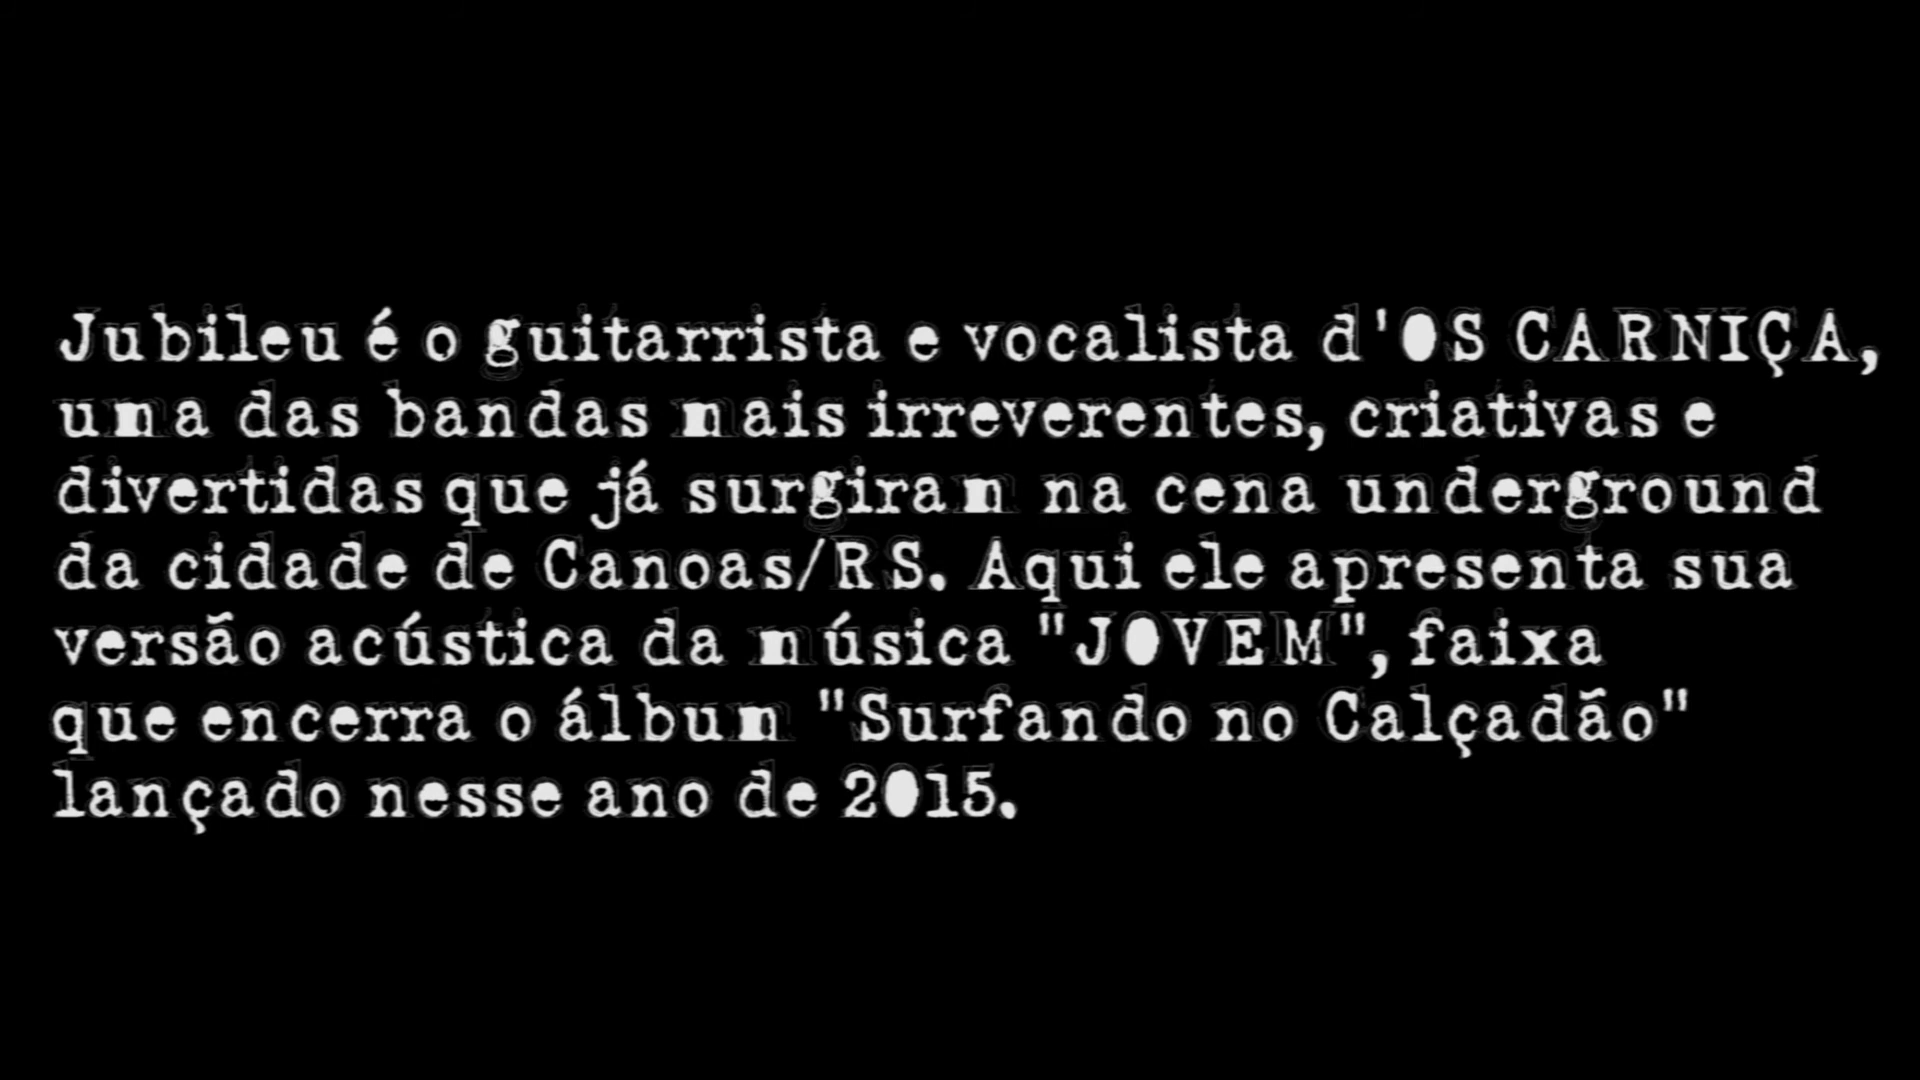 Jubileu é o guitarrista e vocalista d'OS CARNIÇA,
uma das bandas mais irreverentes, criativas e
divertidas que já surgiram na cena underground
da cidade de Canoas/RS. Aqui ele apresenta sua
versão acústica da música "JOVEM", faixa
que encerra o álbum "Surfando no Calçadão"
lançado nesse ano de 2015.